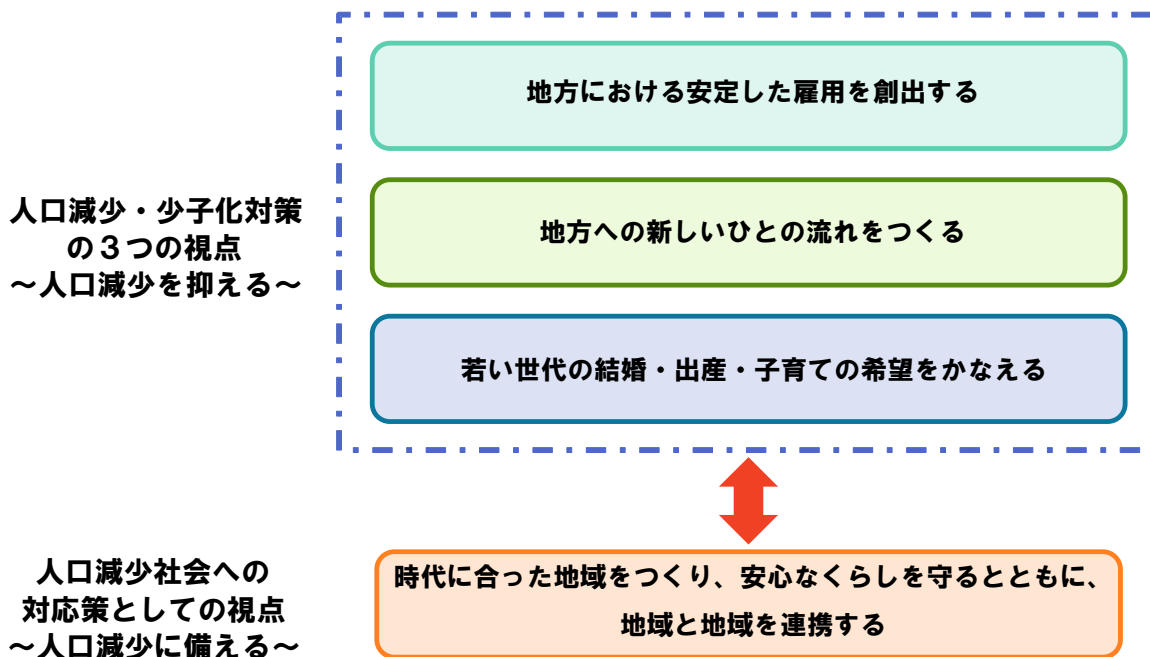 地方における安定した雇用を創出する
人口減少・少子化対策
の３つの視点
～人口減少を抑える～
地方への新しいひとの流れをつくる
若い世代の結婚・出産・子育ての希望をかなえる
人口減少社会への
対応策としての視点
～人口減少に備える～
時代に合った地域をつくり、安心なくらしを守るとともに、
地域と地域を連携する